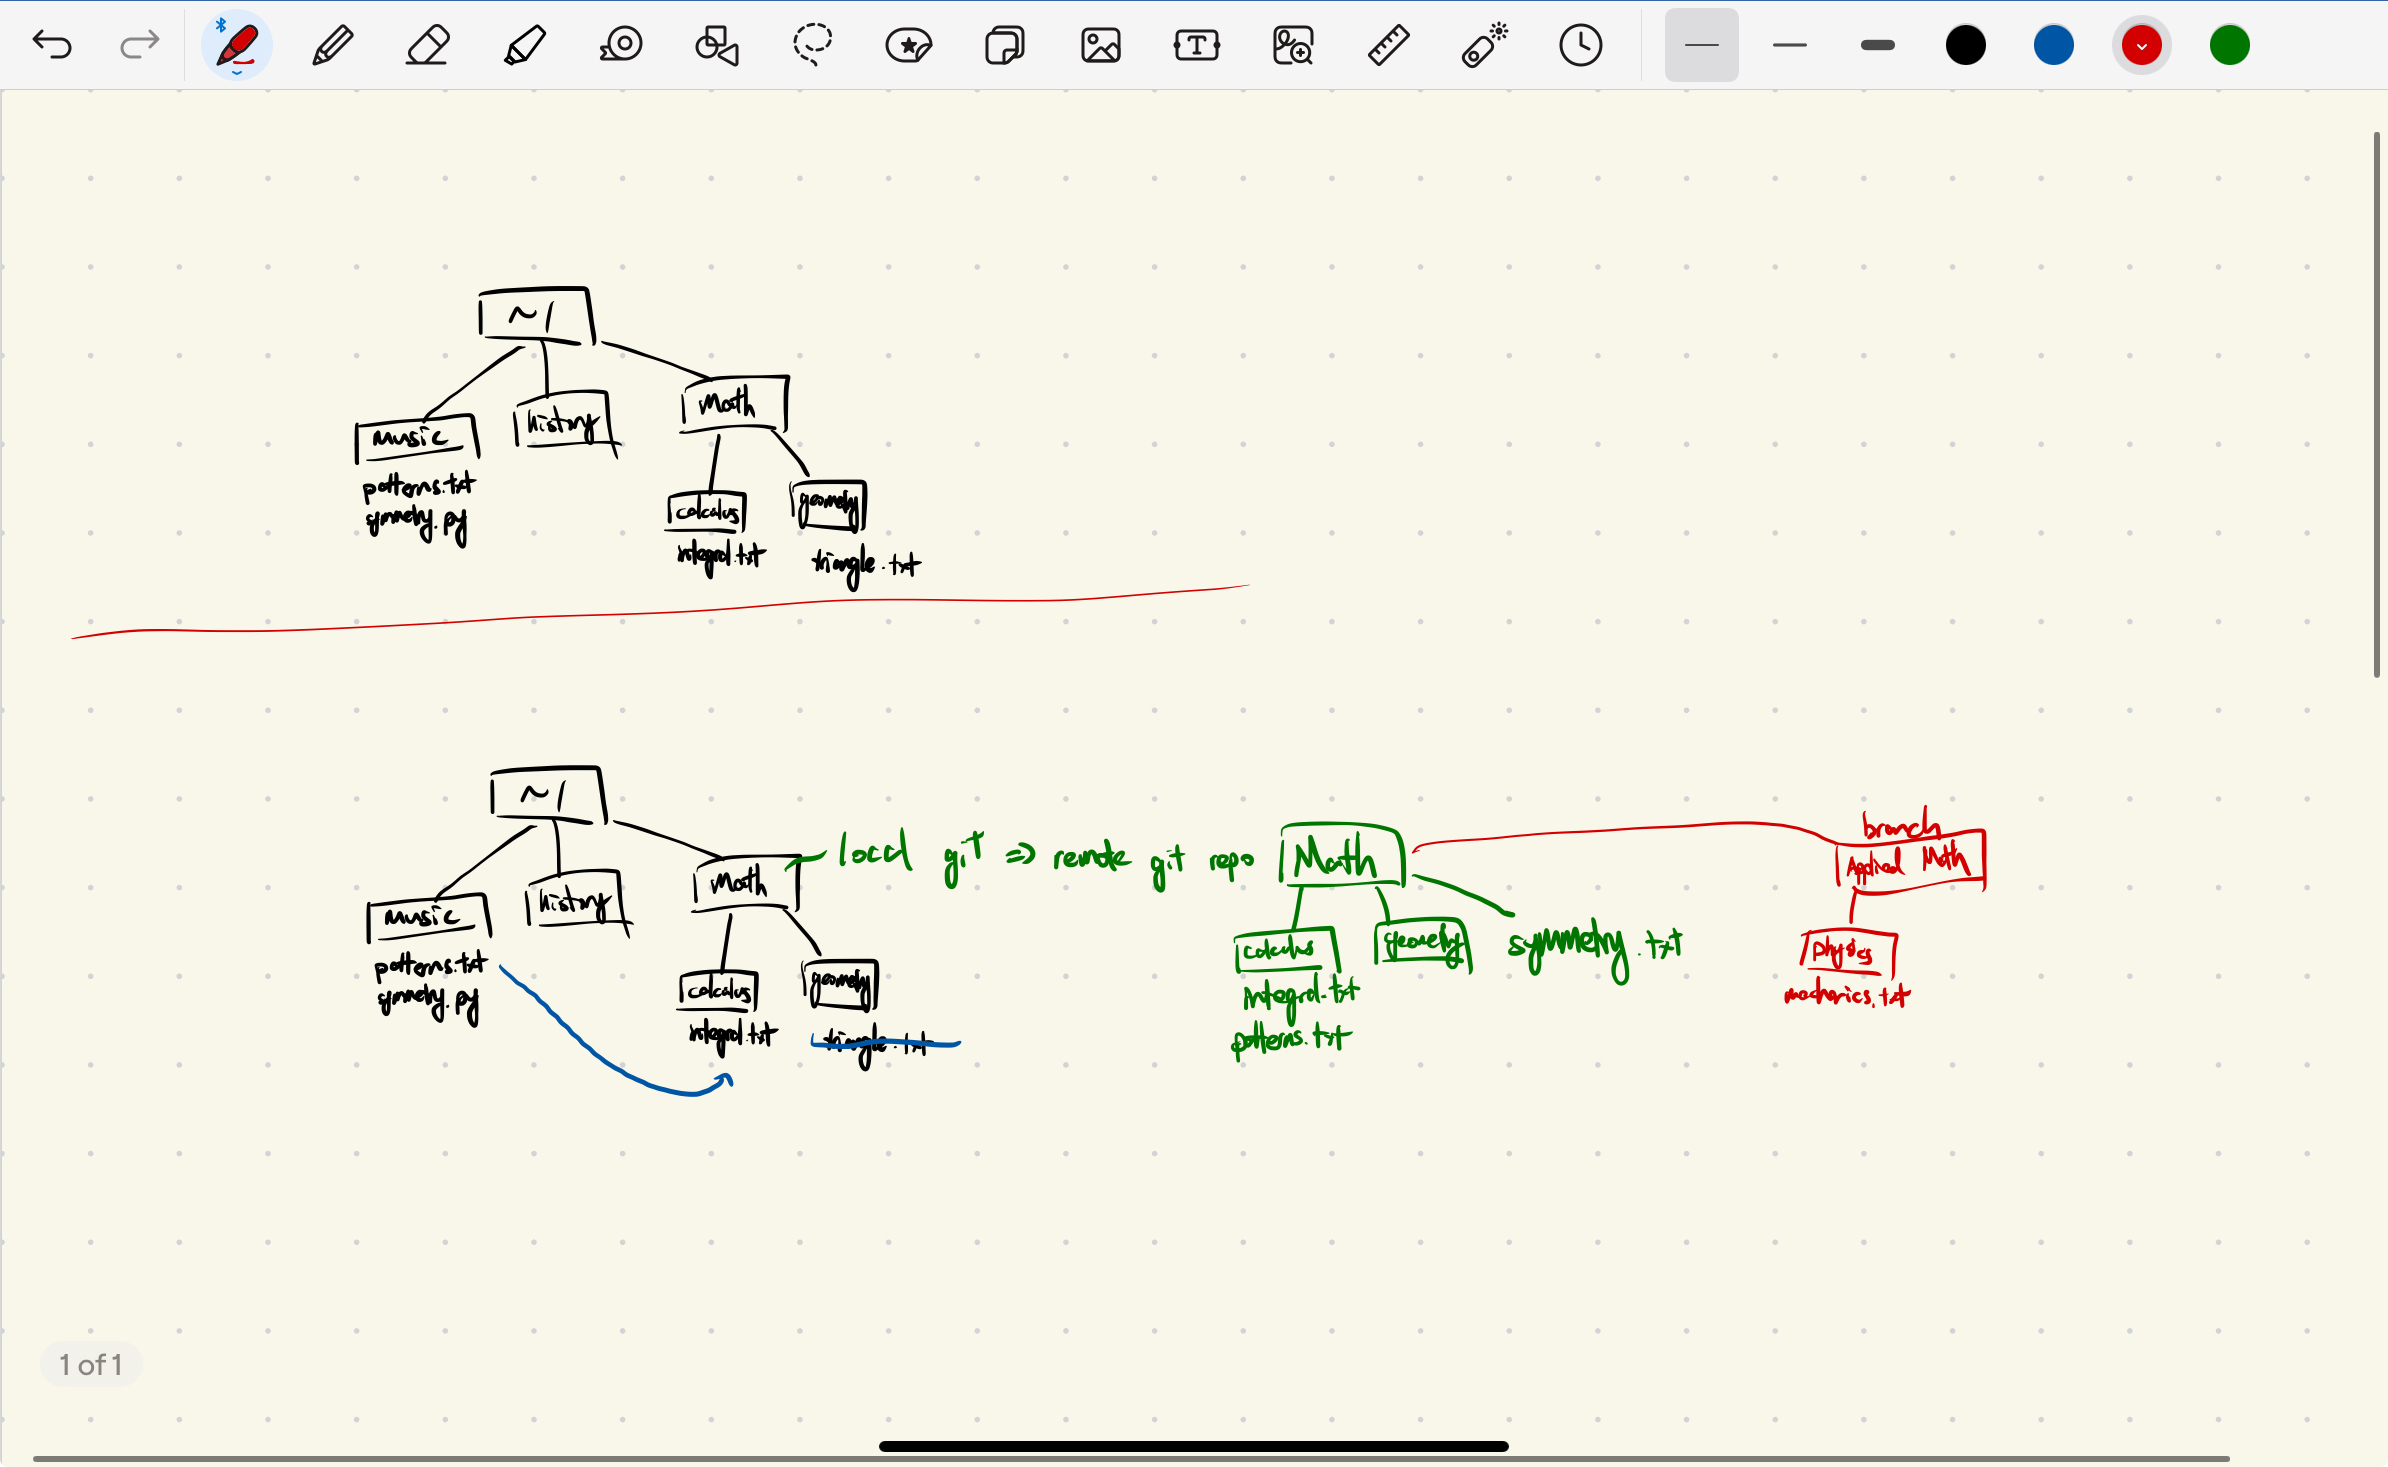 ~/
Math
history
music
patterns.txt
symmetry.py
calculus
geometry
integral.txt
triangle.txt
~/
Math
history
music
patterns.txt
symmetry.py
calculus
geometry
integral.txt
triangle.txt
local git => remote git repo
Math
calculus
geometry
symmetry.txt
integral.txt
patterns.txt
branch
Applied Math
physics
mechanics.txt
1 of 1